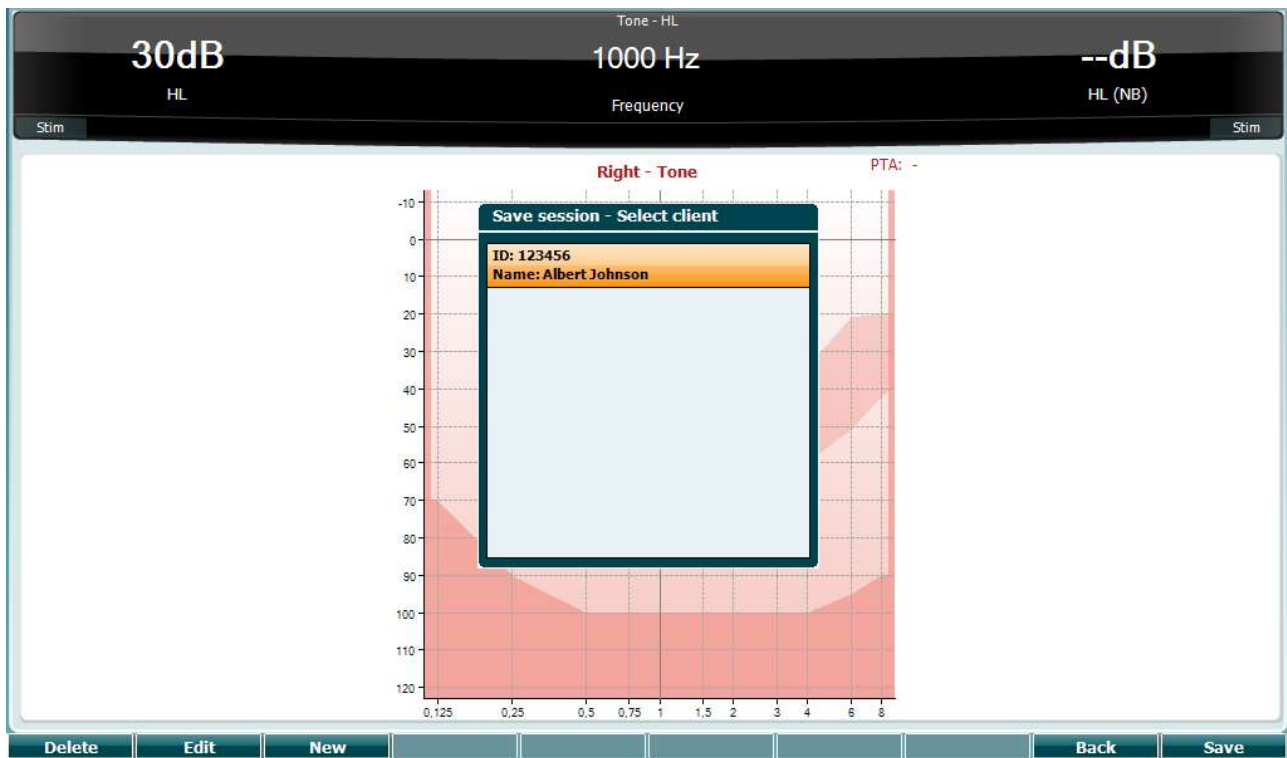 Tone - HL
30dB
1000 Hz
--dB
HL
Frequency
HL (NB)
Stim
Stim
Right - Tone
PTA: -
Save session - Select client
ID: 123456
Name: Albert Johnson
-10
0
10
20
30
40
50
60
70
80
90
100
110
120
0,125 0,25 0,5 0,75 1 1,5 2 3 4 6 8
Delete Edit New Back Save